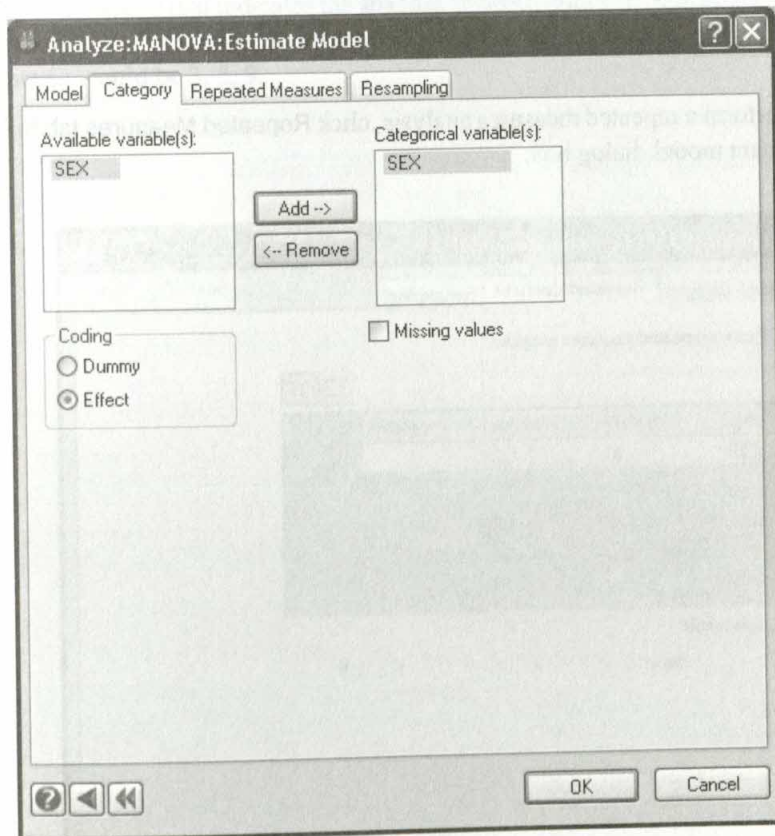 Analyze:MANOVA:Estimate Model
Model Category Repeated Measures Resampling
Available variable(s):
SEX
Categorical variable(s):
SEX
Add -->
<-- Remove
Coding
Dummy
Effect
Missing values
OK Cancel